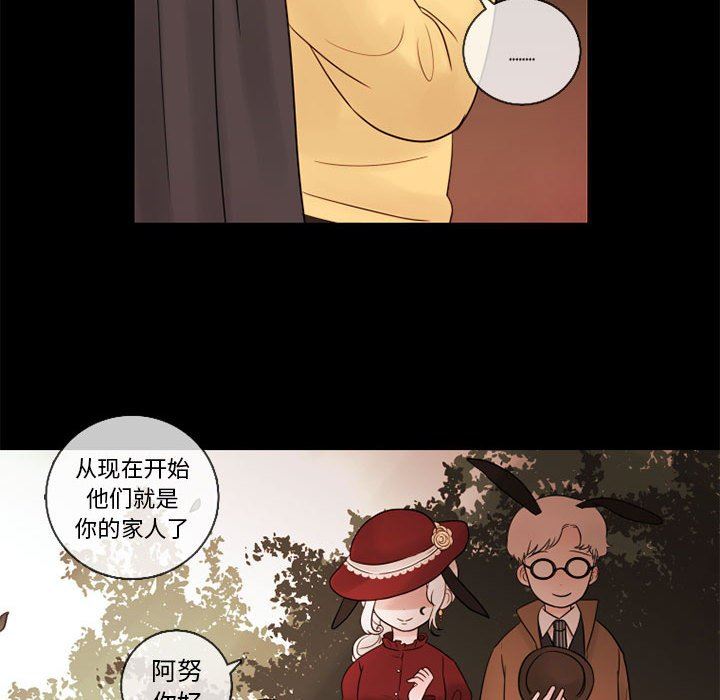 .........
从现在开始
他们就是
你的家人了
阿努
你好